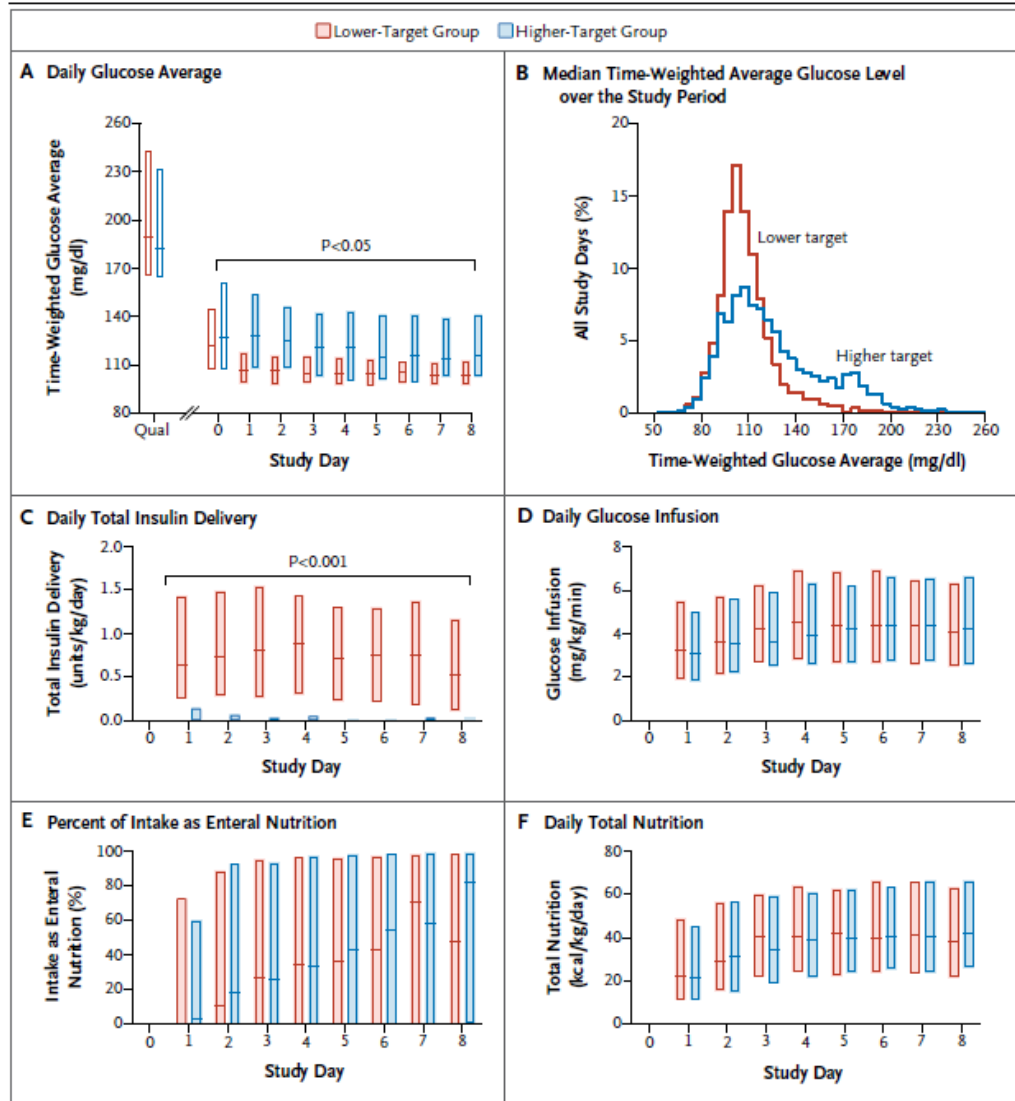 Lower-Target Group Higher-Target Group
A Daily Glucose Average
Time-Weighted Glucose Average
(mg/dl)
260
230
200
170
140
110
80
P<0.05
Qual 0 1 2 3 4 5 6 7 8
Study Day
B Median Time-Weighted Average Glucose Level
over the Study Period
All Study Days (%)
20
15
10
5
0
Lower target
Higher target
50 80 110 140 170 200 230 260
Time-Weighted Glucose Average (mg/dl)
C Daily Total Insulin Delivery
Total Insulin Delivery
(units/kg/day)
2.0
1.5
1.0
0.5
0.0
P<0.001
0 1 2 3 4 5 6 7 8
Study Day
D Daily Glucose Infusion
Glucose Infusion
(mg/kg/min)
8
6
4
2
0
0 1 2 3 4 5 6 7 8
Study Day
E Percent of Intake as Enteral Nutrition
Intake as Enteral
Nutrition (%)
100
80
60
40
20
0
0 1 2 3 4 5 6 7 8
Study Day
F Daily Total Nutrition
Total Nutrition
(kcal/kg/day)
80
60
40
20
0
0 1 2 3 4 5 6 7 8
Study Day